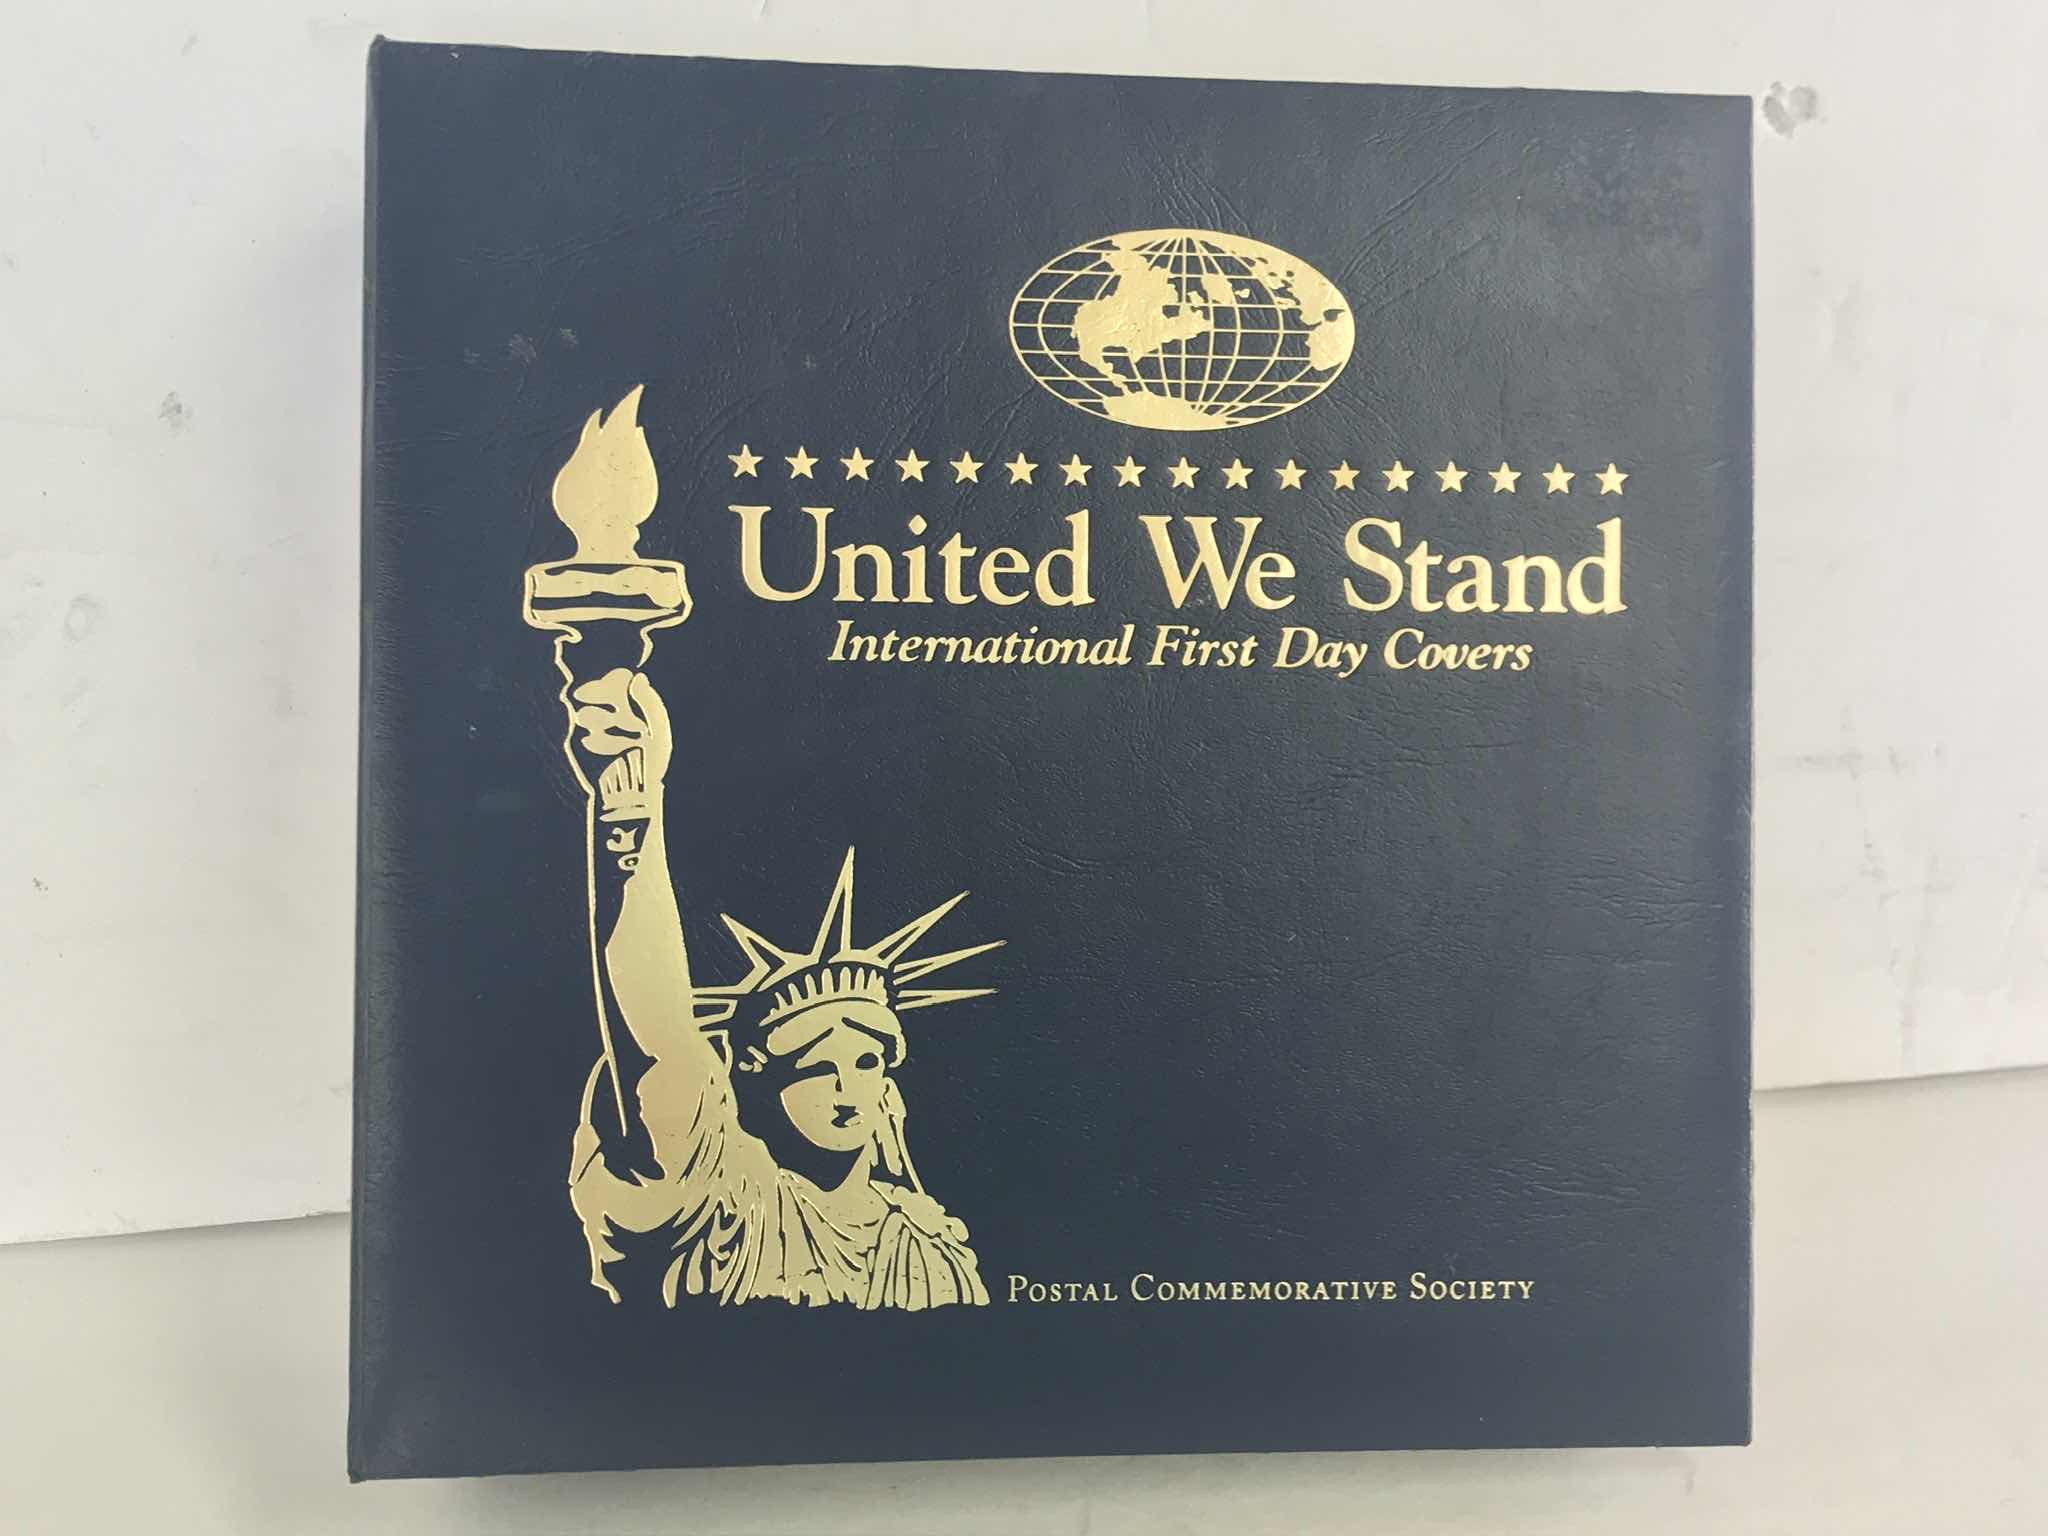 United We Stand
International First Day Covers
Postal Commemorative Society